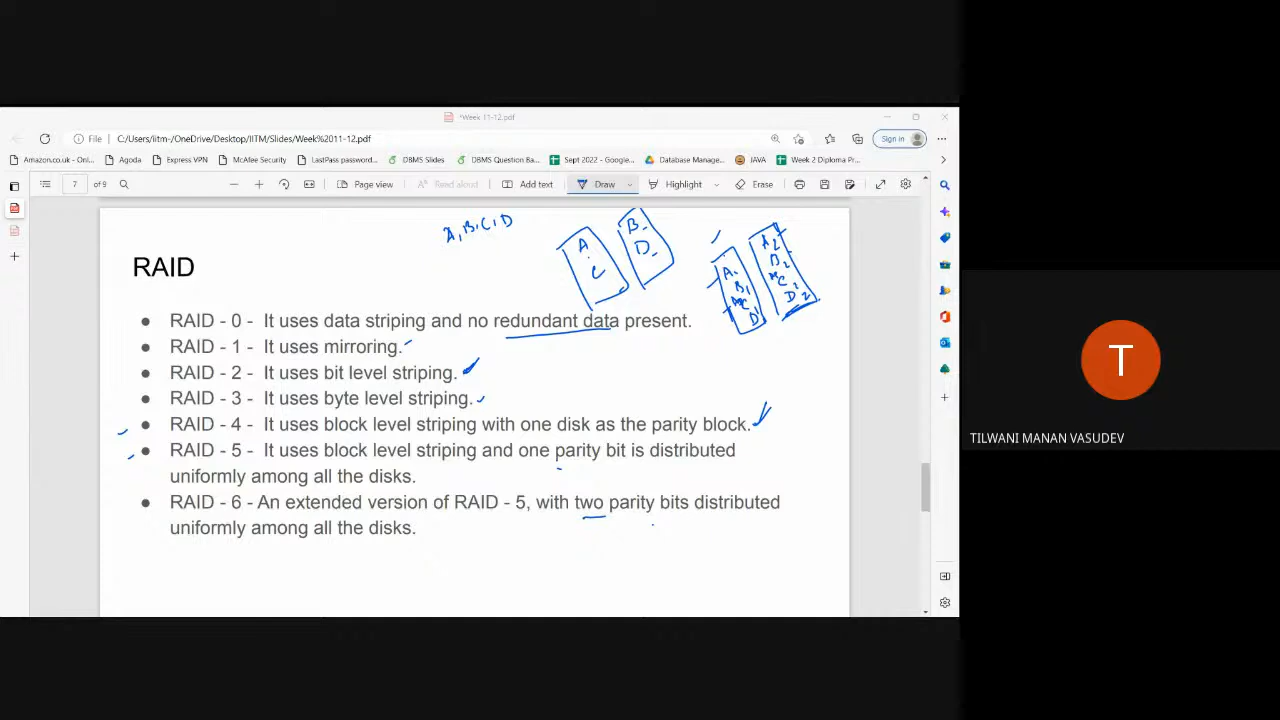 *Week 11-12.pdf
File
C:/Users/iitm-/OneDrive/Desktop/IITM/Slides/Week%2011-12.pdf
Sign in
Amazon.co.uk - Onl...
Agoda
Express VPN
McAfee Security
LastPass password...
DBMS Slides
DBMS Question Ba...
Sept 2022 - Google...
Database Manage...
JAVA
Week 2 Diploma Pr...
7 of 9
Page view
Read aloud
Add text
Draw
Highlight
Erase
A, B, C, D
A
C
B
D
A1
B1
C
D1
A2
B2
C2
D2
RAID
● RAID - 0 - It uses data striping and no redundant data present.
● RAID - 1 - It uses mirroring.
● RAID - 2 - It uses bit level striping.
● RAID - 3 - It uses byte level striping.
● RAID - 4 - It uses block level striping with one disk as the parity block.
● RAID - 5 - It uses block level striping and one parity bit is distributed
uniformly among all the disks.
● RAID - 6 - An extended version of RAID - 5, with two parity bits distributed
uniformly among all the disks.
T
TILWANI MANAN VASUDEV